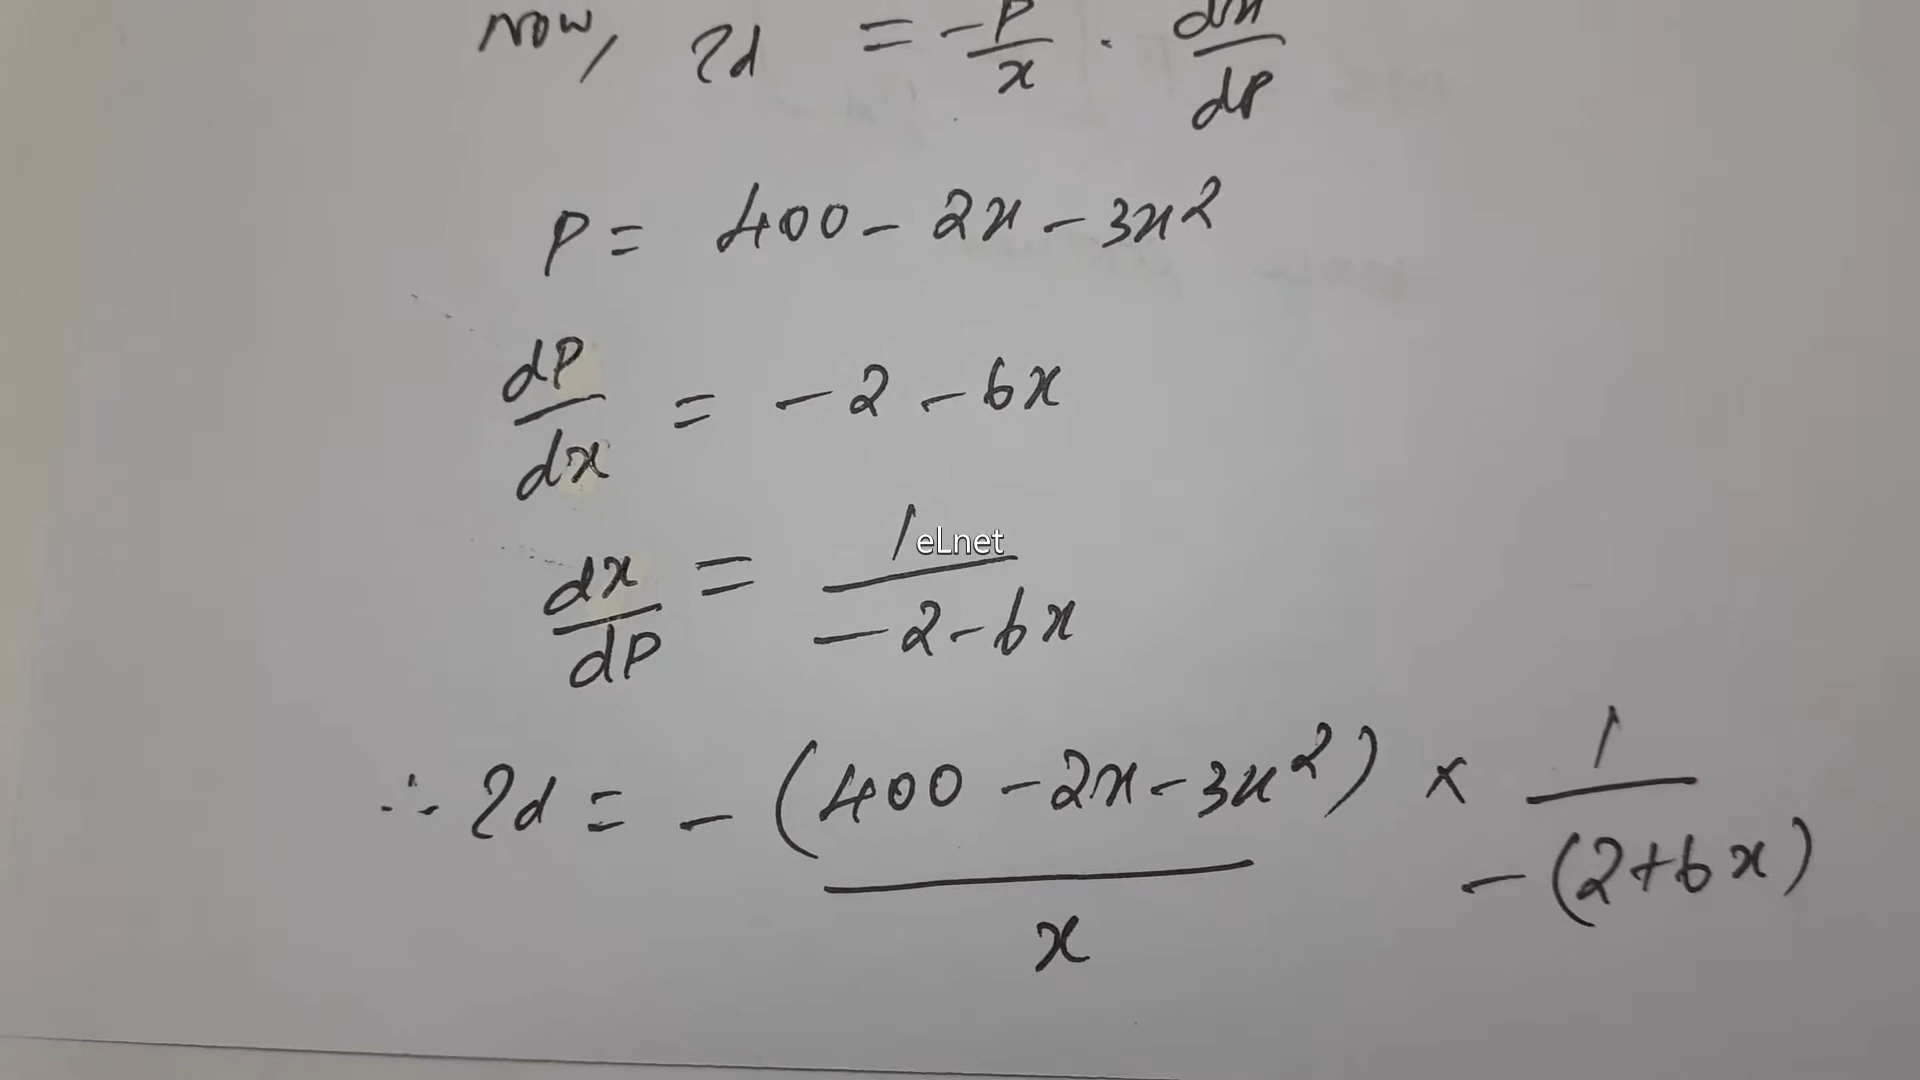 Now, ηd = -P/x · dx/dP
P = 400 - 2x - 3x²
dP/dx = -2 - 6x
eLnet
dx/dP = 1/-2-6x
∴ ηd = -(400 - 2x - 3x²)/x × 1/-(2+6x)